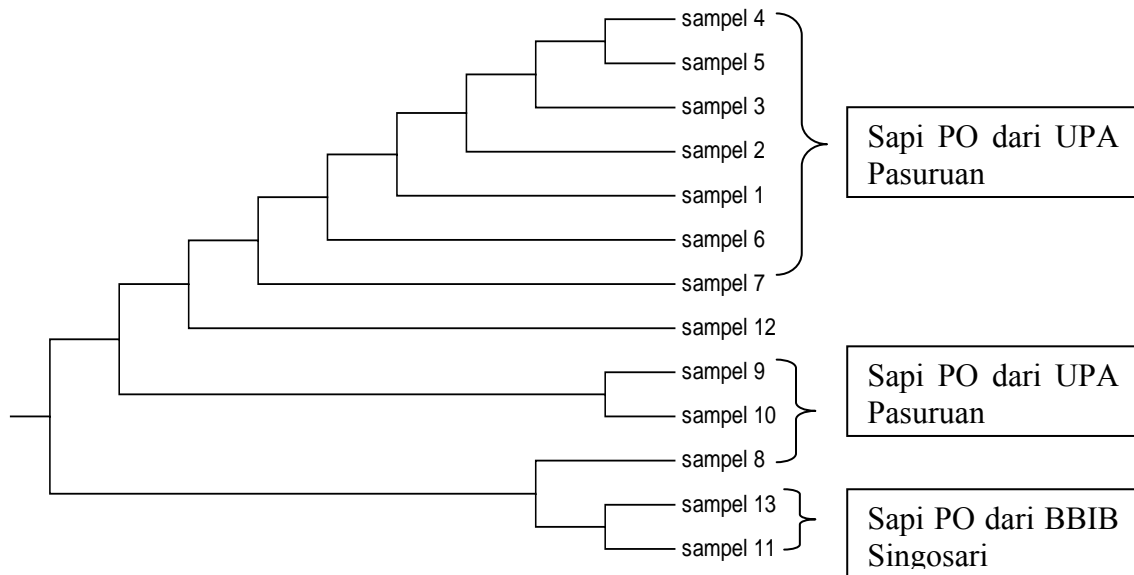 sampel 4
sampel 5
sampel 3
sampel 2
sampel 1
sampel 6
sampel 7
sampel 12
sampel 9
sampel 10
sampel 8
sampel 13
sampel 11
Sapi PO dari UPA
Pasuruan
Sapi PO dari UPA
Pasuruan
Sapi PO dari BBIB
Singosari